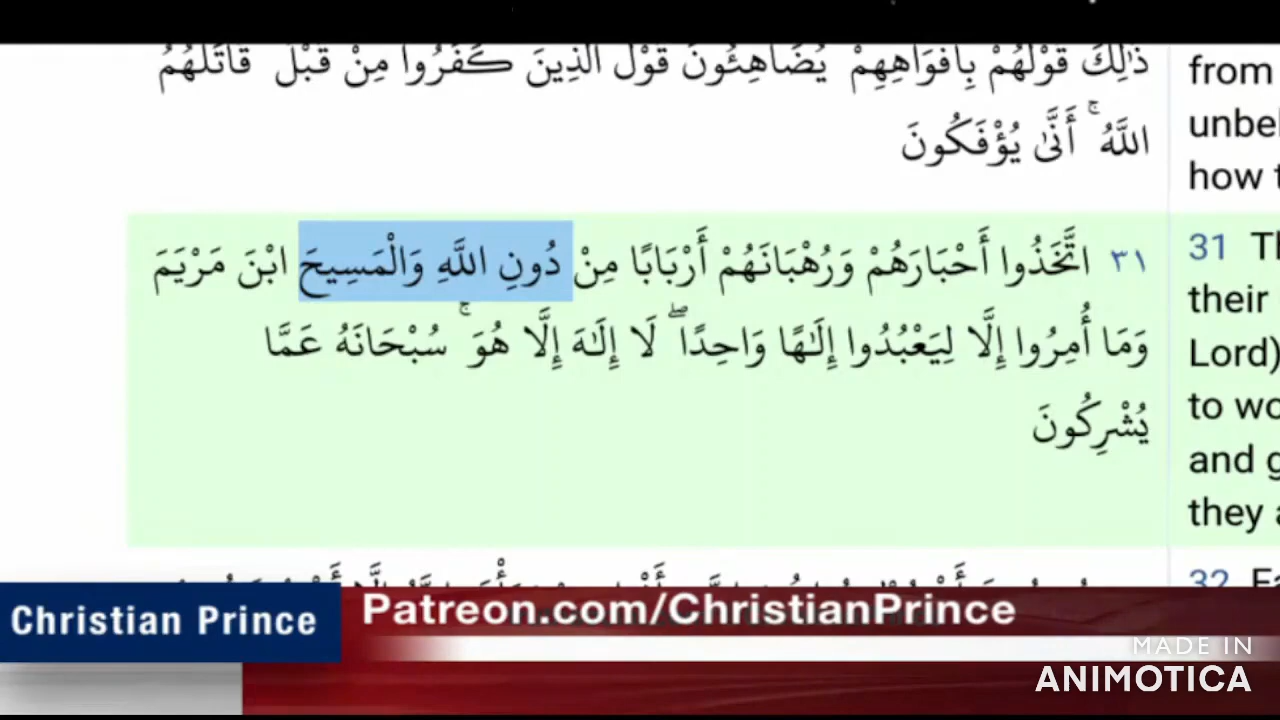 ذَٰلِكَ قَوْلُهُمْ بِأَفْوَاهِهِمْ يُضَاهِئُونَ قَوْلَ الَّذِينَ كَفَرُوا مِنْ قَبْلُ قَاتَلَهُمُ
اللَّهُ ۚ أَنَّىٰ يُؤْفَكُونَ
٣١ اتَّخَذُوا أَحْبَارَهُمْ وَرُهْبَانَهُمْ أَرْبَابًا مِنْ دُونِ اللَّهِ وَالْمَسِيحَ ابْنَ مَرْيَمَ
وَمَا أُمِرُوا إِلَّا لِيَعْبُدُوا إِلَٰهًا وَاحِدًا ۖ لَا إِلَٰهَ إِلَّا هُوَ ۚ سُبْحَانَهُ عَمَّا
يُشْرِكُونَ
from
unbel
how t
31 Th
their
Lord)
to wo
and g
they a
32
Christian Prince
Patreon.com/ChristianPrince
MADE IN
ANIMOTICA